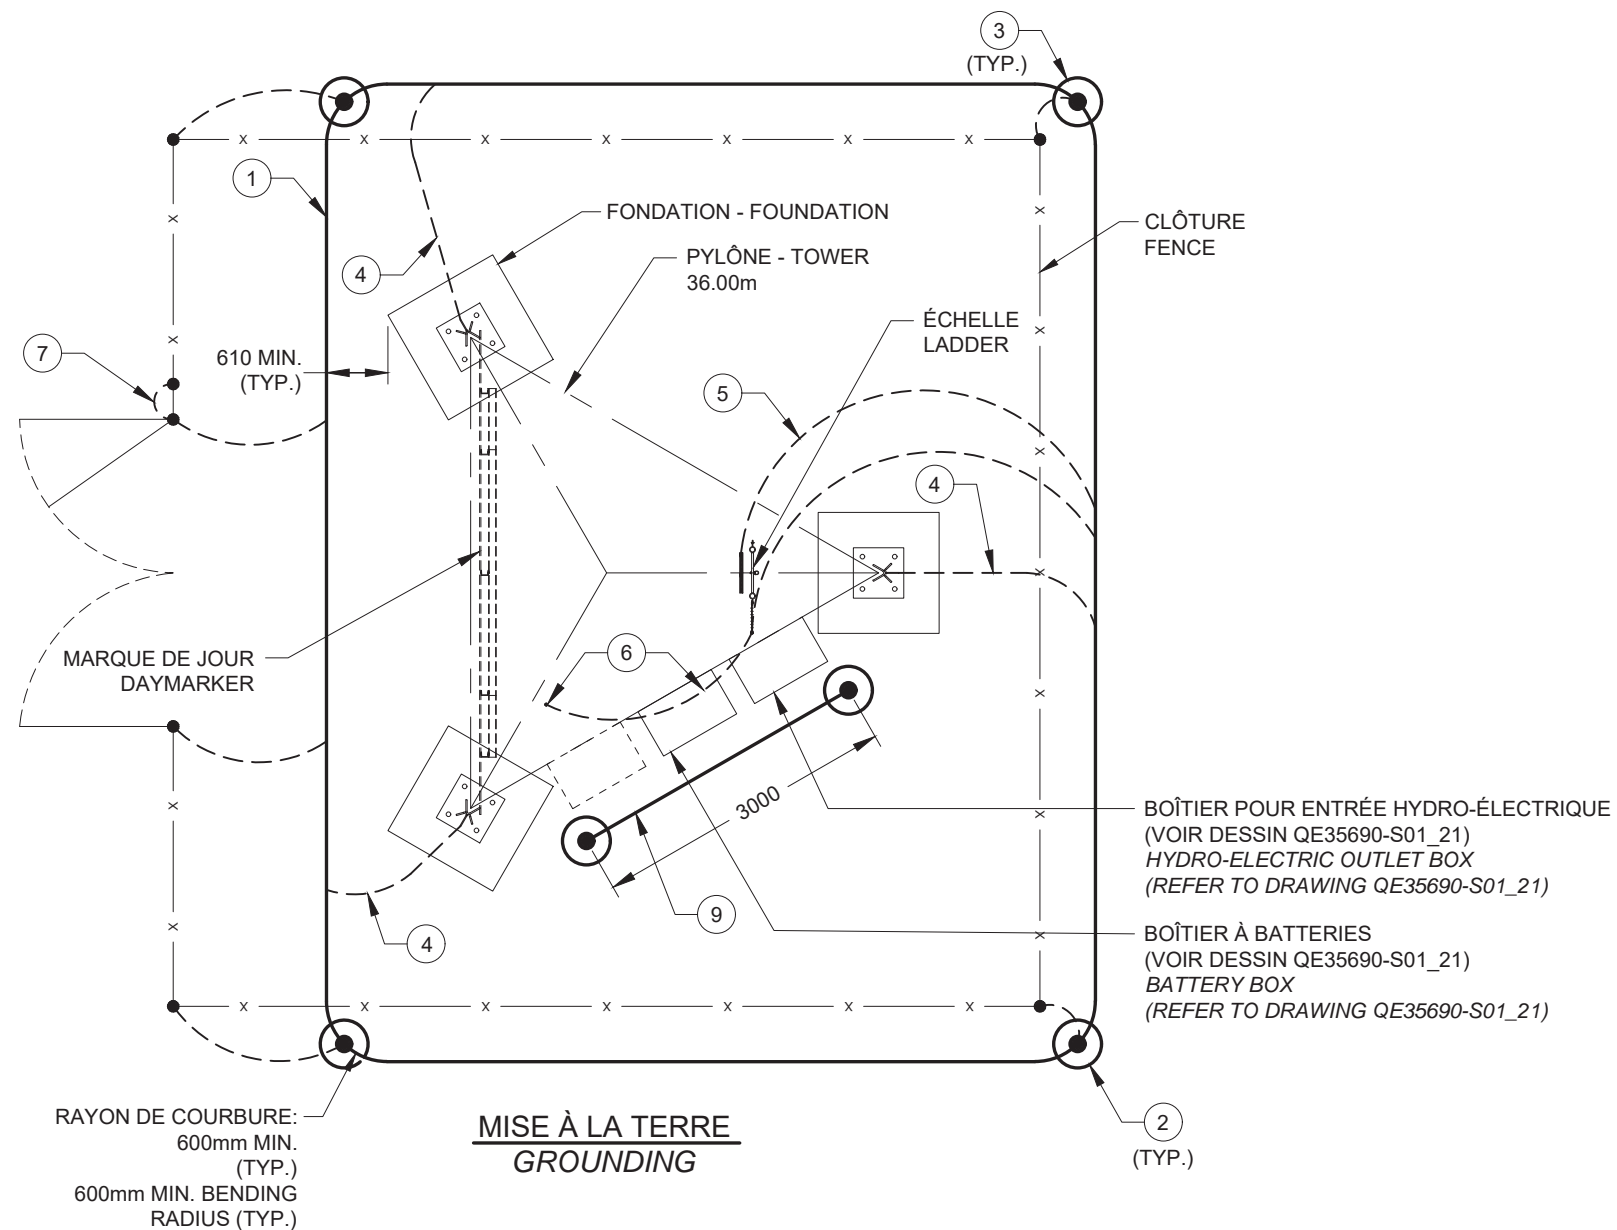 3
(TYP.)
1
FONDATION - FOUNDATION
CLÔTURE
FENCE
4
PYLÔNE - TOWER
36.00m
ÉCHELLE
LADDER
7
610 MIN.
(TYP.)
5
4
MARQUE DE JOUR
DAYMARKER
6
3000
BOÎTIER POUR ENTRÉE HYDRO-ÉLECTRIQUE
(VOIR DESSIN QE35690-S01_21)
HYDRO-ELECTRIC OUTLET BOX
(REFER TO DRAWING QE35690-S01_21)
9
4
BOÎTIER À BATTERIES
(VOIR DESSIN QE35690-S01_21)
BATTERY BOX
(REFER TO DRAWING QE35690-S01_21)
RAYON DE COURBURE:
600mm MIN.
(TYP.)
600mm MIN. BENDING
RADIUS (TYP.)
MISE À LA TERRE
GROUNDING
2
(TYP.)